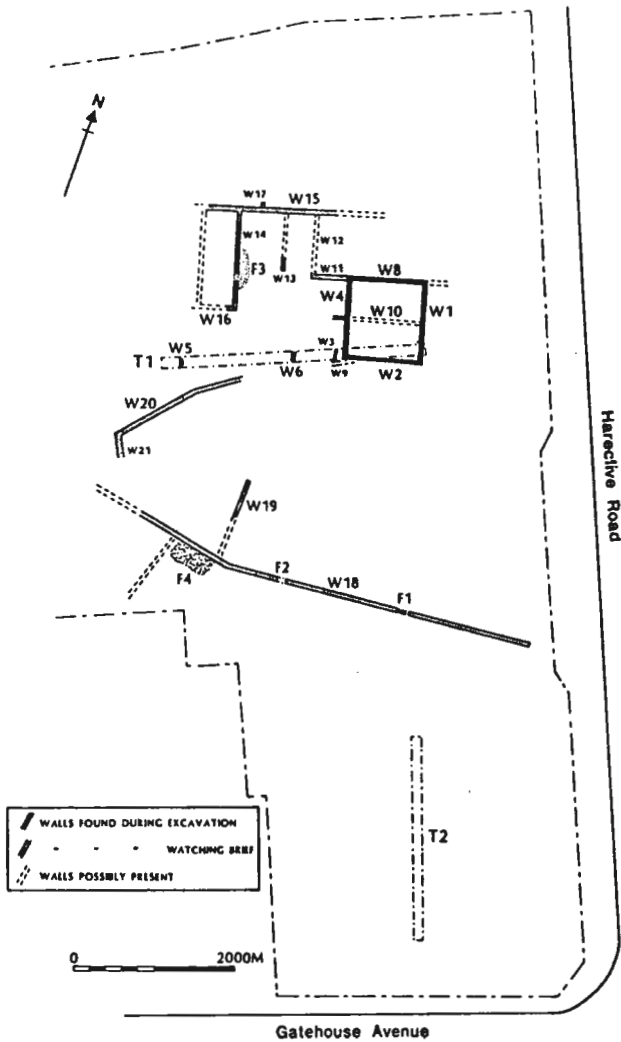 N
W17
W15
W14
W12
F3
W13
W11
W8
W4
W16
W10
W1
W5
W3
T1
W6
W9
W2
W20
W21
Harective Road
W19
F4
F2
W18
F1
T2
WALLS FOUND DURING EXCAVATION
" " " WATCHING BRIEF
WALLS POSSIBLY PRESENT
0 2000M
Gatehouse Avenue